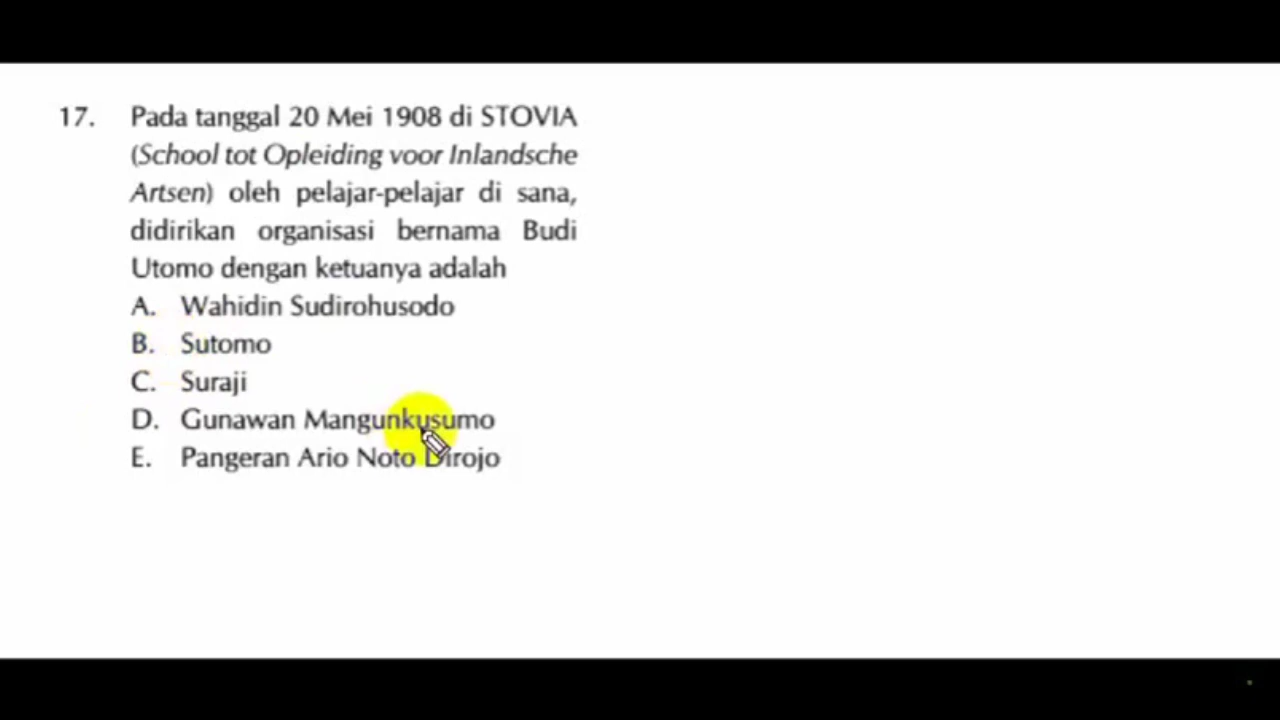 17. Pada tanggal 20 Mei 1908 di STOVIA
(School tot Opleiding voor Inlandsche
Artsen) oleh pelajar-pelajar di sana,
didirikan organisasi bernama Budi
Utomo dengan ketuanya adalah
A. Wahidin Sudirohusodo
B. Sutomo
C. Suraji
D. Gunawan Mangunkusumo
E. Pangeran Ario Noto Dirojo